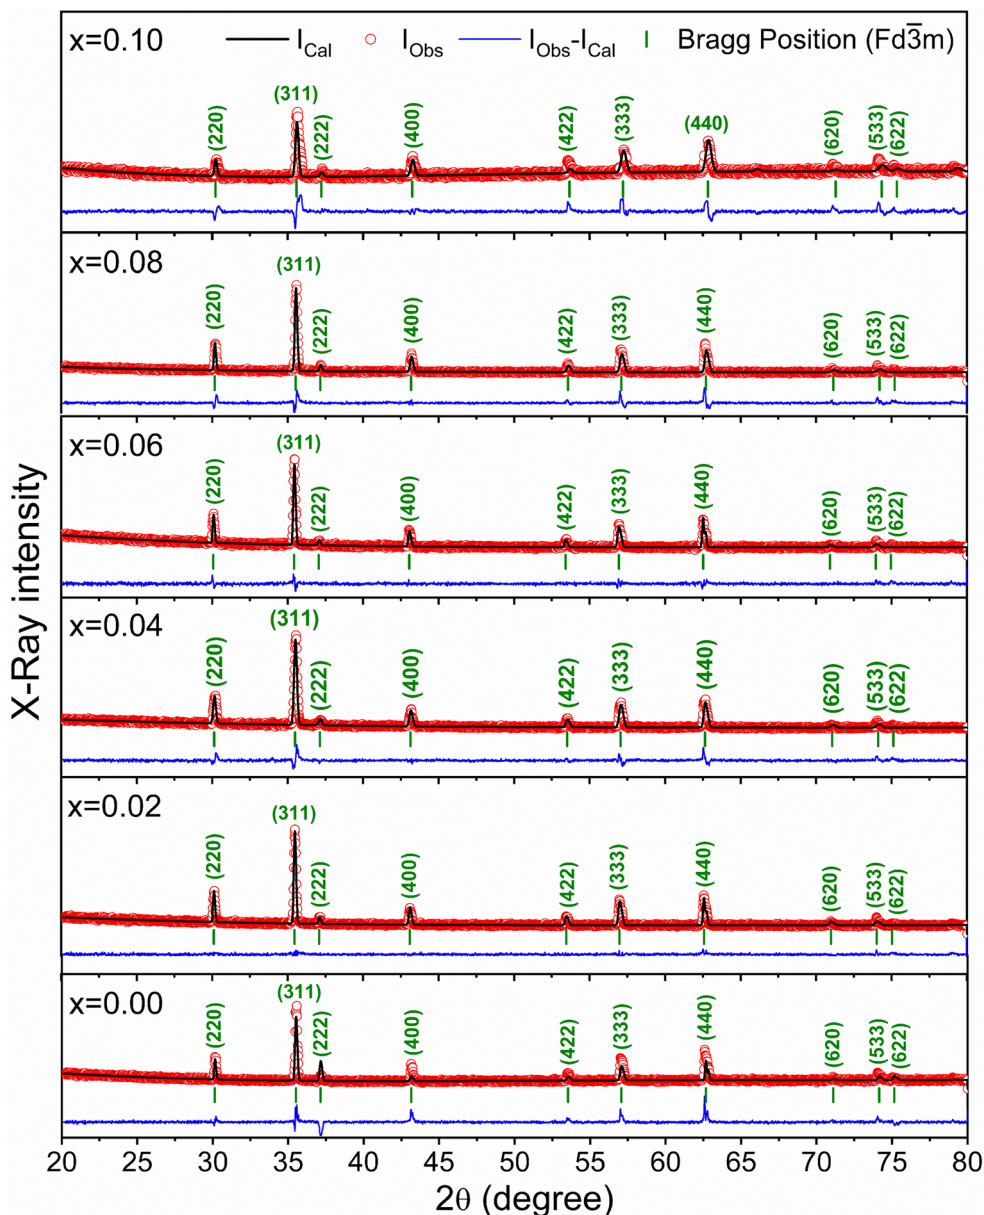 x=0.10 I_Cal I_Obs I_Obs-I_Cal Bragg Position (Fd3̅m)
(220) (311) (222) (400) (422) (333) (440) (620) (533) (622)
x=0.08
(220) (311) (222) (400) (422) (333) (440) (620) (533) (622)
x=0.06
(220) (311) (222) (400) (422) (333) (440) (620) (533) (622)
x=0.04
(220) (311) (222) (400) (422) (333) (440) (620) (533) (622)
x=0.02
(220) (311) (222) (400) (422) (333) (440) (620) (533) (622)
x=0.00
(220) (311) (222) (400) (422) (333) (440) (620) (533) (622)
X-Ray intensity
20 25 30 35 40 45 50 55 60 65 70 75 80
2θ (degree)